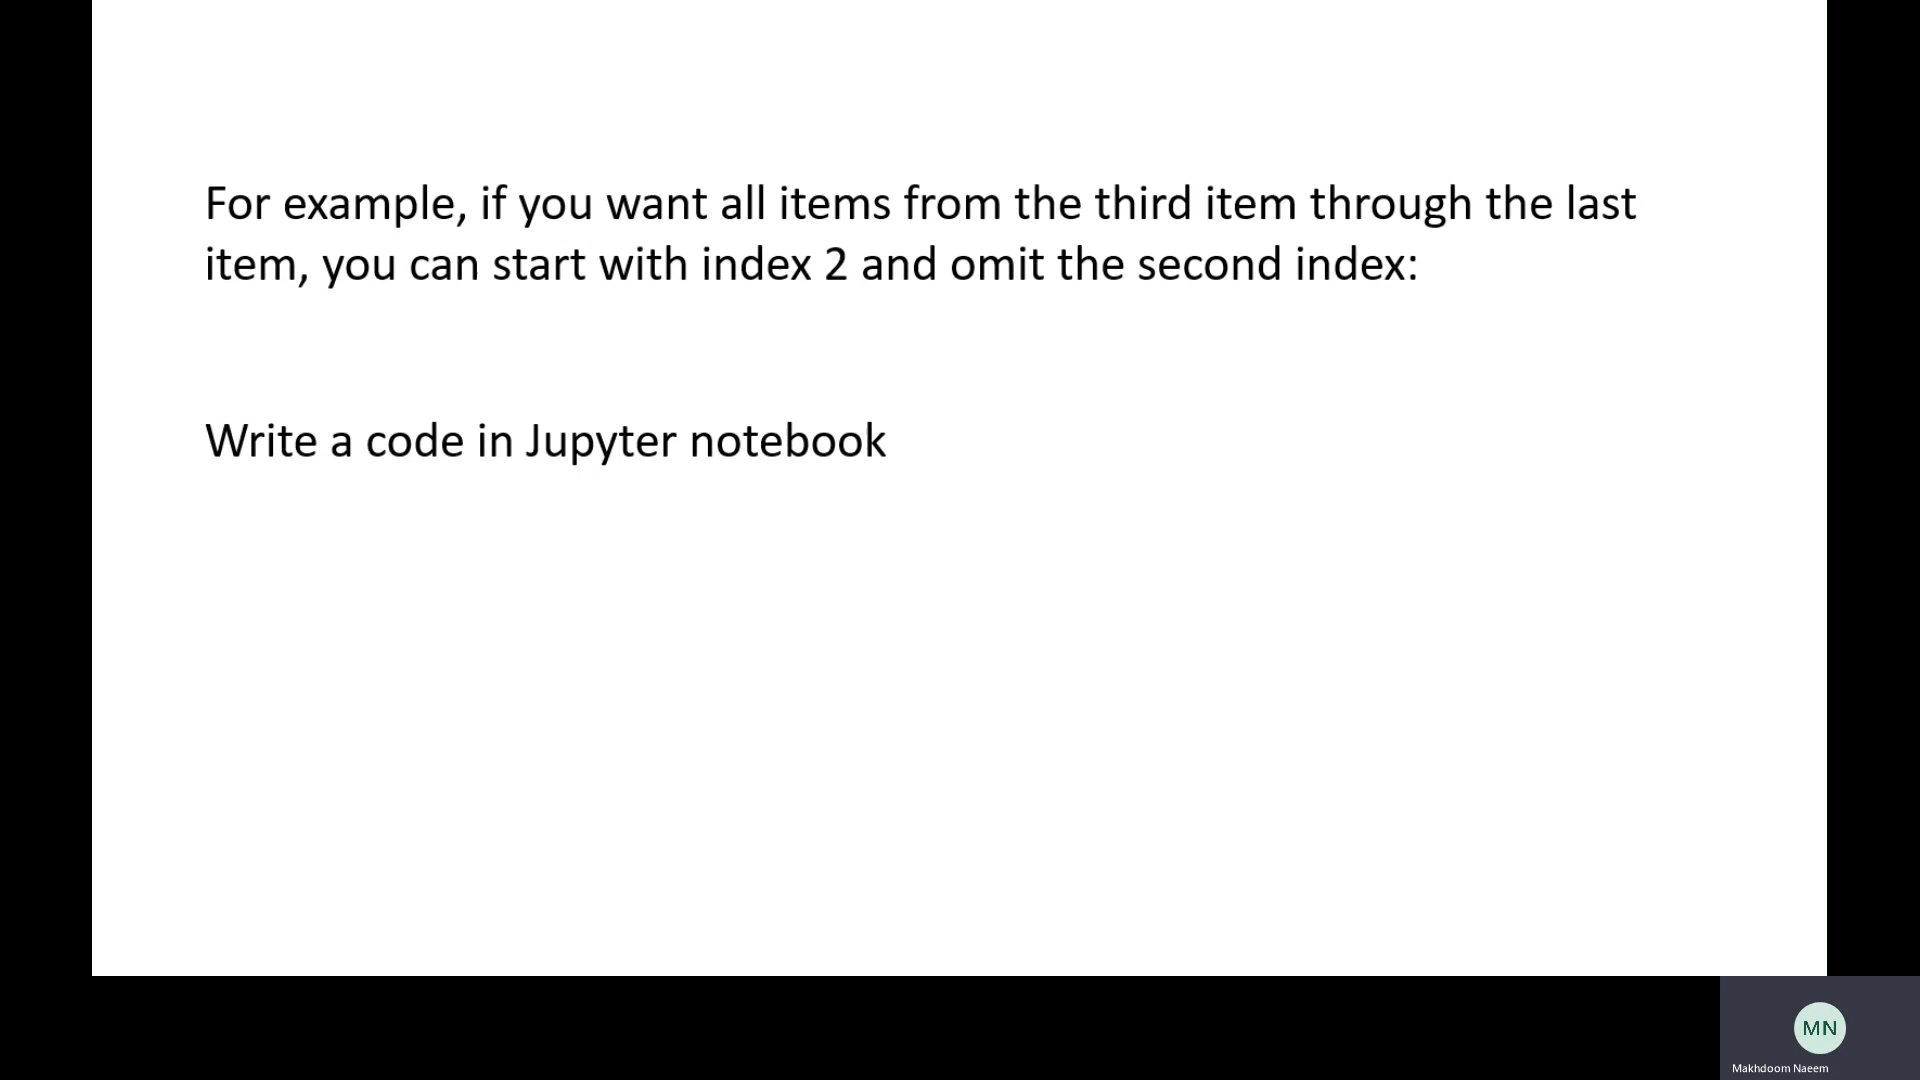 For example, if you want all items from the third item through the last
item, you can start with index 2 and omit the second index:
Write a code in Jupyter notebook
MN
Makhdoom Naeem